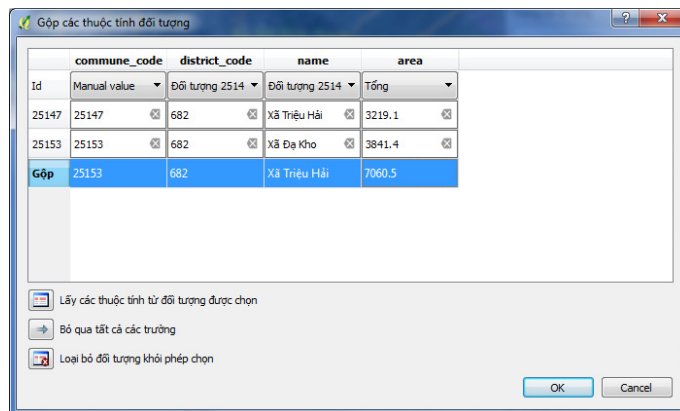 Gộp các thuộc tính đối tượng
commune_code district_code name area
Id Manual value Đối tượng 2514 Đối tượng 2514 Tổng
25147 25147 682 Xã Triệu Hải 3219.1
25153 25153 682 Xã Đạ Kho 3841.4
Gộp 25153 682 Xã Triệu Hải 7060.5
Lấy các thuộc tính từ đối tượng được chọn
Bỏ qua tất cả các trường
Loại bỏ đối tượng khỏi phép chọn
OK Cancel